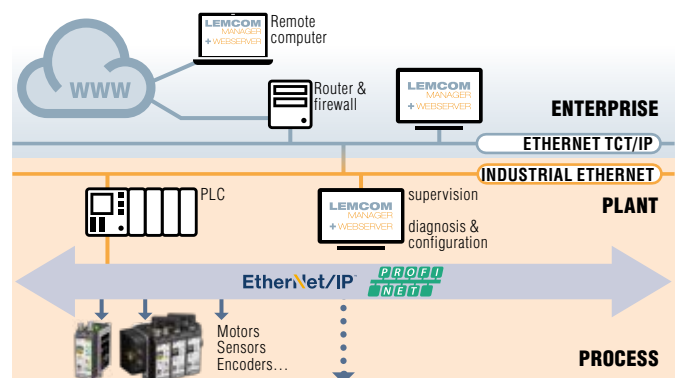 LEMCOM
MANAGER
+ WEBSERVER
Remote
computer
WWW
Router &
firewall
LEMCOM
MANAGER
+ WEBSERVER
ENTERPRISE
ETHERNET TCT/IP
INDUSTRIAL ETHERNET
PLC
LEMCOM
MANAGER
+ WEBSERVER
supervision
diagnosis &
configuration
PLANT
EtherNet/IP
PROFI
NET
Motors
Sensors
Encoders...
PROCESS